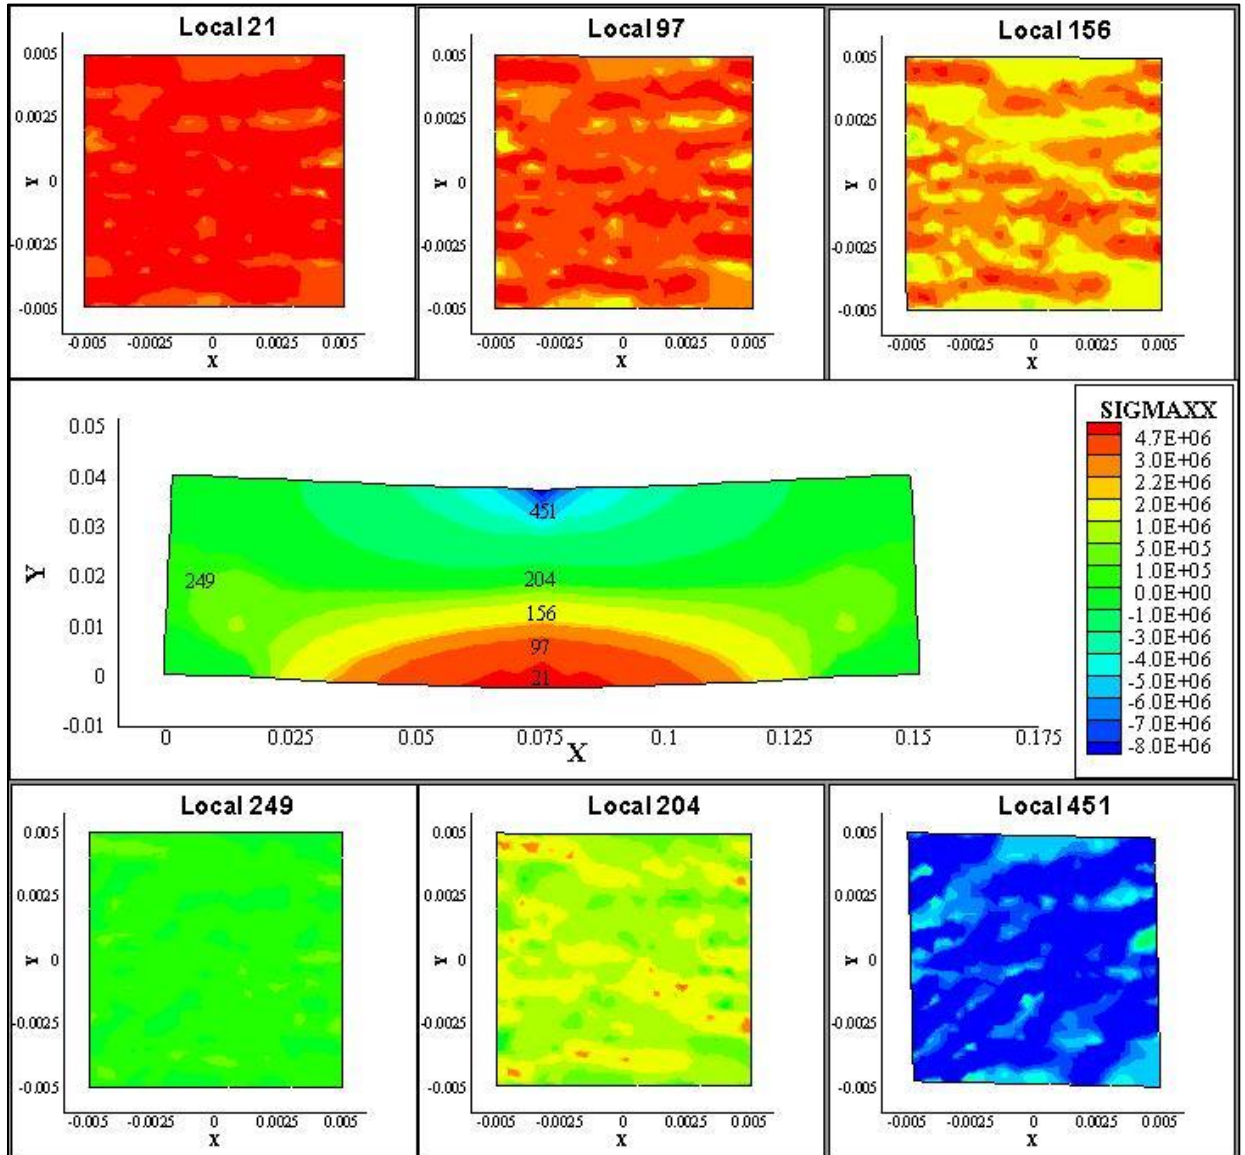 Local 21
0.005
0.0025
Y 0
-0.0025
-0.005
-0.005 -0.0025 0 0.0025 0.005
X
Local 97
0.005
0.0025
Y 0
-0.0025
-0.005
-0.005 -0.0025 0 0.0025 0.005
X
Local 156
0.005
0.0025
Y 0
-0.0025
-0.005
-0.005 -0.0025 0 0.0025 0.005
X
0.05
0.04
0.03
Y 0.02
0.01
0
-0.01
451
249 204
156
97
21
0 0.025 0.05 0.075 0.1 0.125 0.15 0.175
X
SIGMAXX
4.7E+06
3.0E+06
2.2E+06
2.0E+06
1.0E+06
5.0E+05
1.0E+05
0.0E+00
-1.0E+06
-3.0E+06
-4.0E+06
-5.0E+06
-6.0E+06
-7.0E+06
-8.0E+06
Local 249
0.005
0.0025
Y 0
-0.0025
-0.005
-0.005 -0.0025 0 0.0025 0.005
X
Local 204
0.005
0.0025
Y 0
-0.0025
-0.005
-0.005 -0.0025 0 0.0025 0.005
X
Local 451
0.005
0.0025
Y 0
-0.0025
-0.005
-0.005 -0.0025 0 0.0025 0.005
X